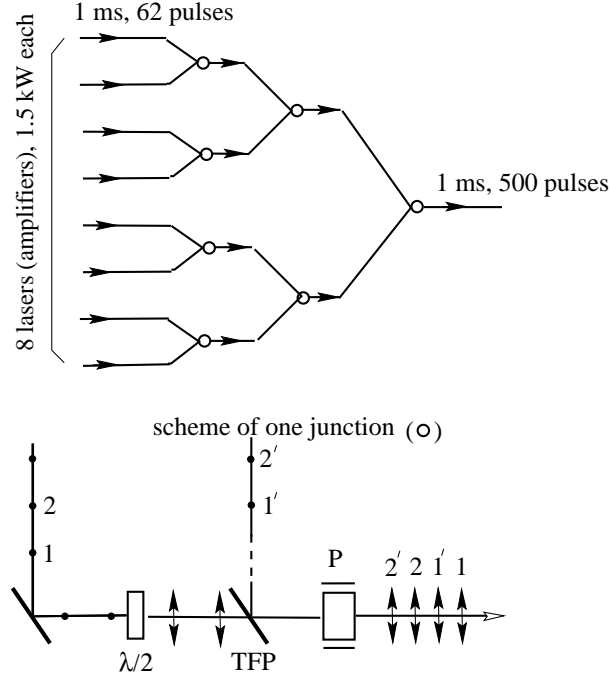 1 ms, 62 pulses
8 lasers (amplifiers), 1.5 kW each
1 ms, 500 pulses
scheme of one junction (o)
2′
2
1′
1
P
2′ 2 1′ 1
λ/2
TFP